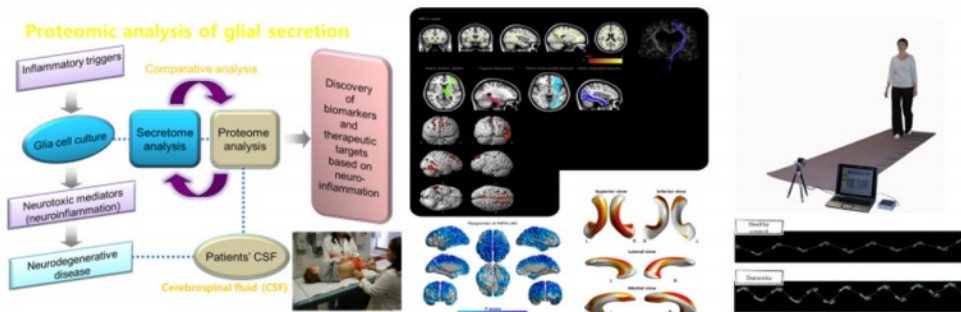 Proteomic analysis of glial secretion
Inflammatory triggers
Comparative analysis
Glia cell culture
Secretome
analysis
Proteome
analysis
Discovery
of
biomarkers
and
therapeutic
targets
based on
neuro-
inflammation
Neurotoxic mediators
(neuroinflammation)
Neurodegenerative
disease
Patients' CSF
Cerebrospinal fluid (CSF)
Superior view
Inferior view
L
R
R
L
Lateral view
L
R
Medial view
Healthy
control
Dementia